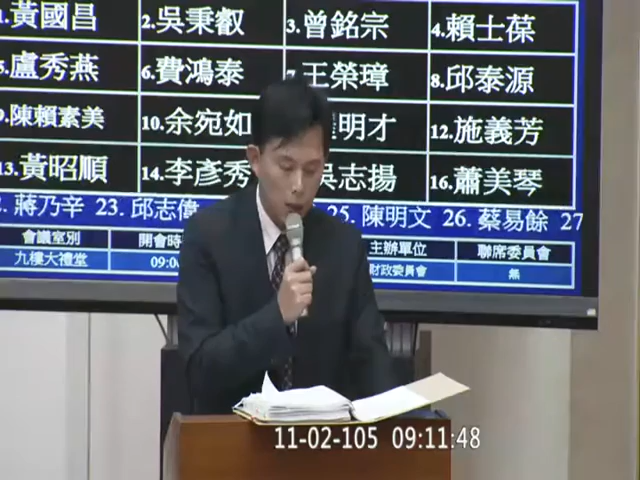 1.黃國昌 2.吳秉叡 3.曾銘宗 4.賴士葆
5.盧秀燕 6.費鴻泰 7.王榮璋 8.邱泰源
9.陳賴素美 10.余宛如 明才 12.施義芳
13.黃昭順 14.李彥秀 吳志揚 16.蕭美琴
蔣乃辛 23.邱志偉 25.陳明文 26.蔡易餘 27
會議室別 開會時 主辦單位 聯席委員會
九樓大禮堂 09:0 財政委員會 無
11-02-105 09:11:48